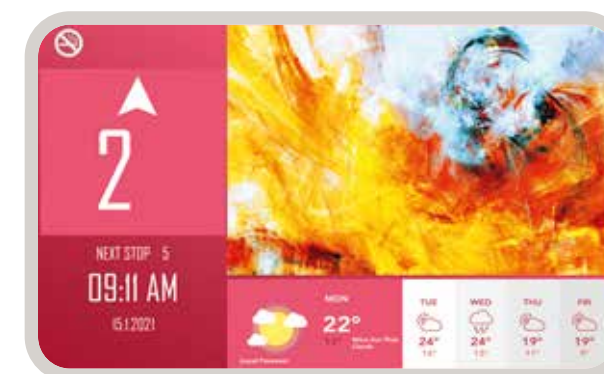 2
NEXT STOP 5
09:11 AM
15.1.2021
MON
22°
TUE
24°
WED
24°
THU
19°
FRI
19°